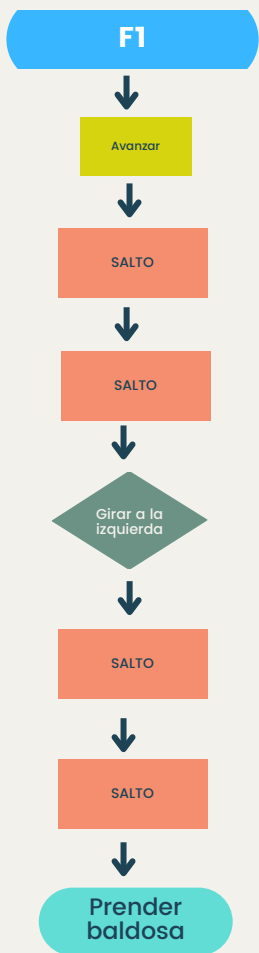 F1
Avanzar
SALTO
SALTO
Girar a la
izquierda
SALTO
SALTO
Prender
baldosa